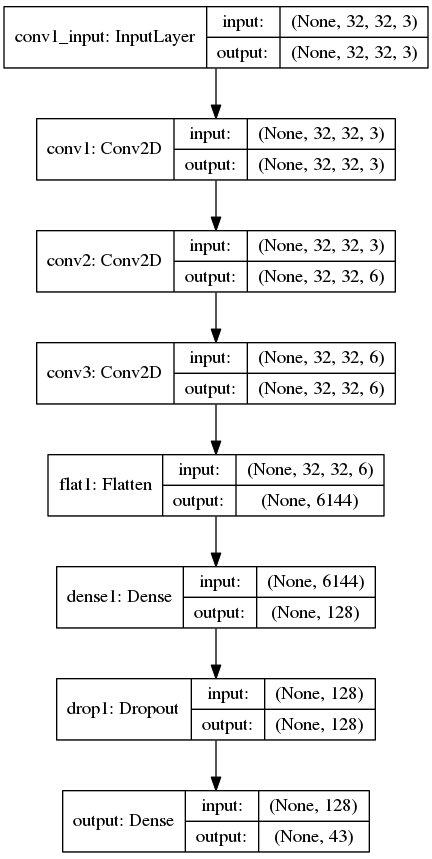 conv1_input: InputLayer
input: (None, 32, 32, 3)
output: (None, 32, 32, 3)
conv1: Conv2D
input: (None, 32, 32, 3)
output: (None, 32, 32, 3)
conv2: Conv2D
input: (None, 32, 32, 3)
output: (None, 32, 32, 6)
conv3: Conv2D
input: (None, 32, 32, 6)
output: (None, 32, 32, 6)
flat1: Flatten
input: (None, 32, 32, 6)
output: (None, 6144)
dense1: Dense
input: (None, 6144)
output: (None, 128)
drop1: Dropout
input: (None, 128)
output: (None, 128)
output: Dense
input: (None, 128)
output: (None, 43)